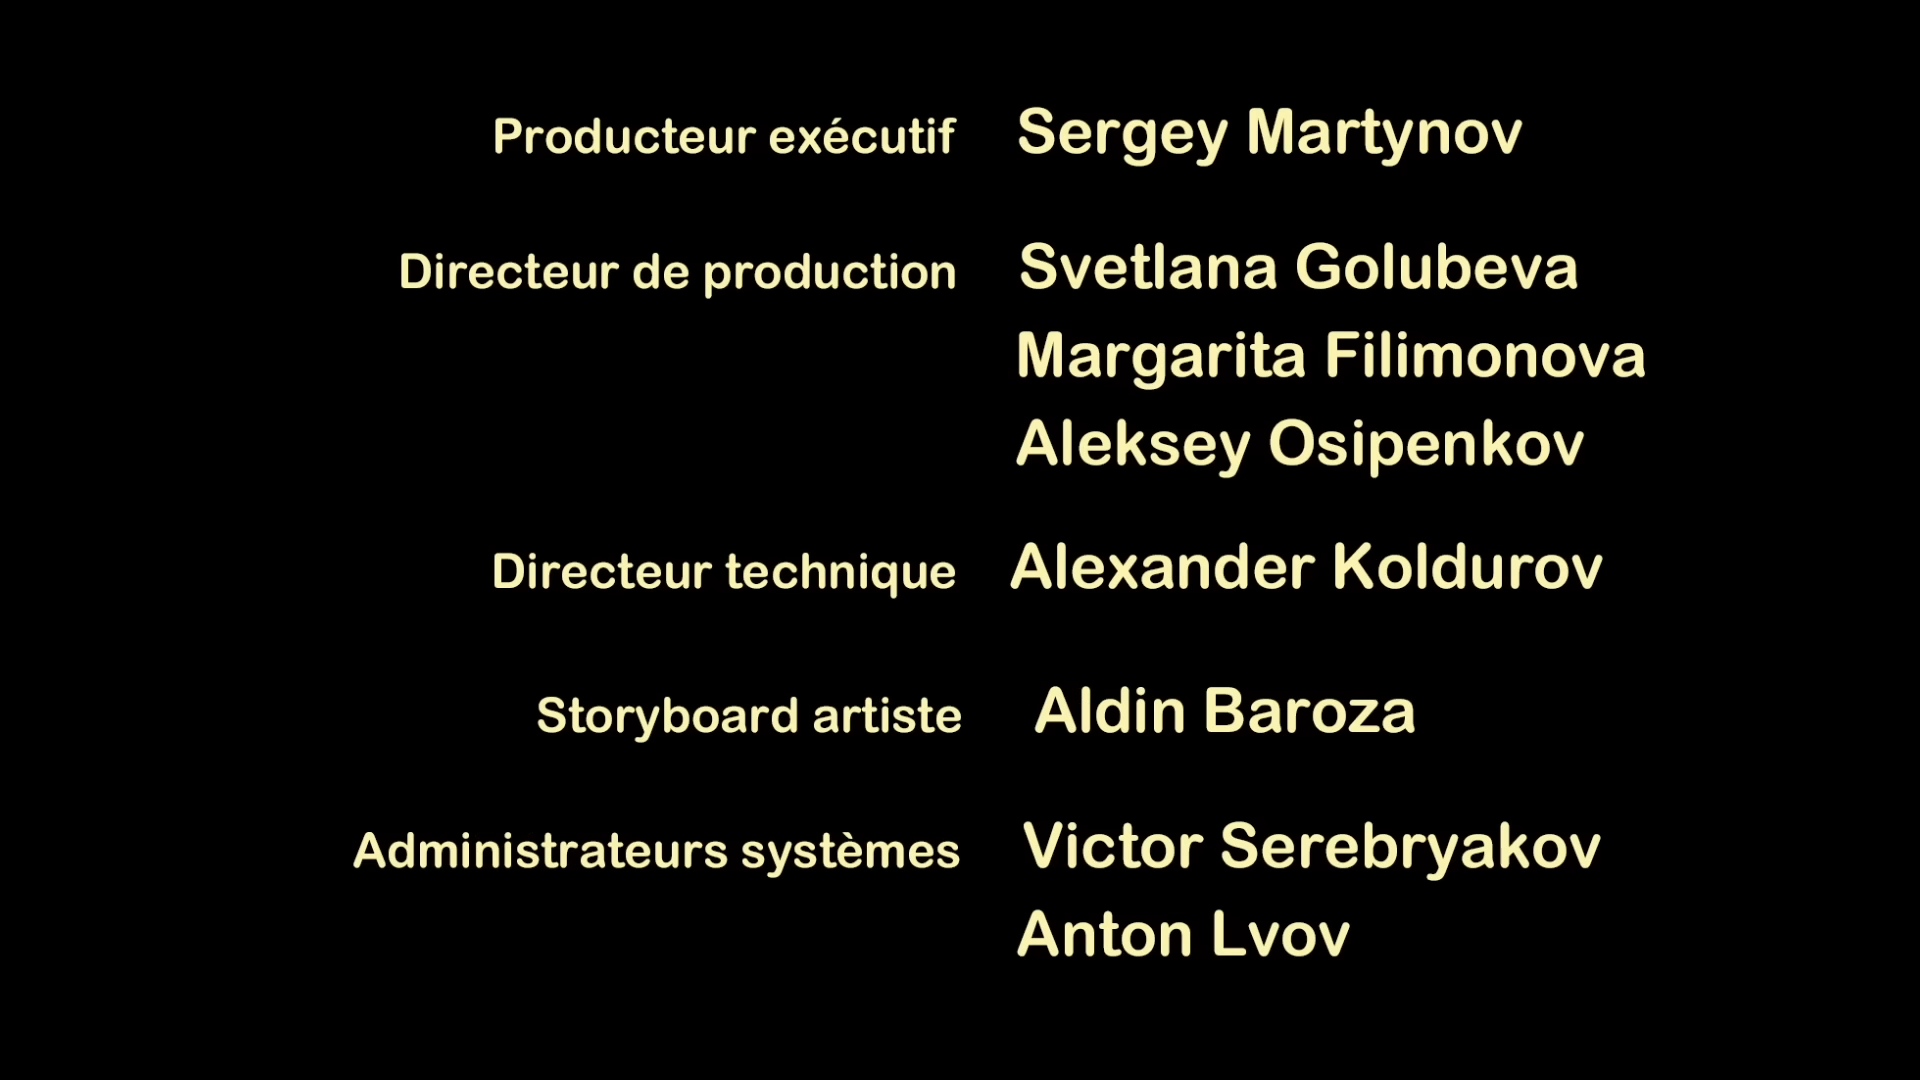 Producteur exécutif Sergey Martynov
Directeur de production Svetlana Golubeva
Margarita Filimonova
Aleksey Osipenkov
Directeur technique Alexander Koldurov
Storyboard artiste Aldin Baroza
Administrateurs systèmes Victor Serebryakov
Anton Lvov